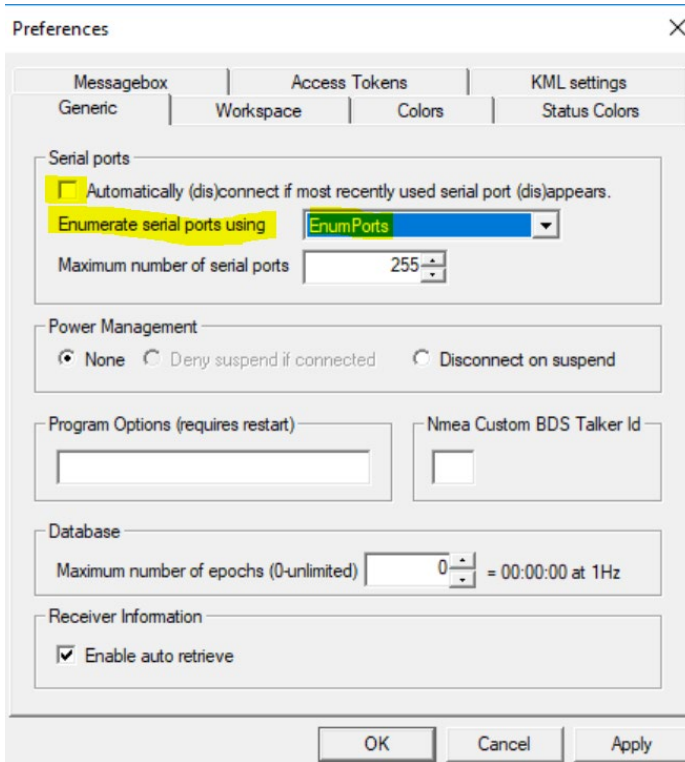 Preferences
Messagebox Access Tokens KML settings
Generic Workspace Colors Status Colors
Serial ports
Automatically (dis)connect if most recently used serial port (dis)appears.
Enumerate serial ports using EnumPorts
Maximum number of serial ports 255
Power Management
None Deny suspend if connected Disconnect on suspend
Program Options (requires restart) Nmea Custom BDS Talker Id
Database
Maximum number of epochs (0-unlimited) 0 = 00:00:00 at 1Hz
Receiver Information
Enable auto retrieve
OK Cancel Apply